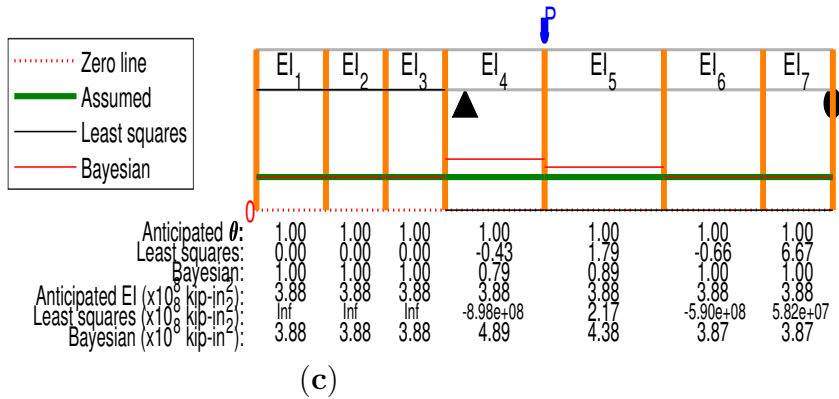 P
Zero line
Assumed
Least squares
Bayesian
EI1 EI2 EI3 EI4 EI5 EI6 EI7
0
Anticipated θ: 1.00 1.00 1.00 1.00 1.00 1.00 1.00
Least squares: 0.00 0.00 0.00 -0.43 1.79 -0.66 6.67
Bayesian: 1.00 1.00 1.00 0.79 0.89 1.00 1.00
Anticipated EI (x10^8 kip-in^2): 3.88 3.88 3.88 3.88 3.88 3.88 3.88
Least squares (x10^8 kip-in^2): Inf Inf Inf -8.98e+08 2.17 -5.90e+08 5.82e+07
Bayesian (x10^8 kip-in^2): 3.88 3.88 3.88 4.89 4.38 3.87 3.87
(c)